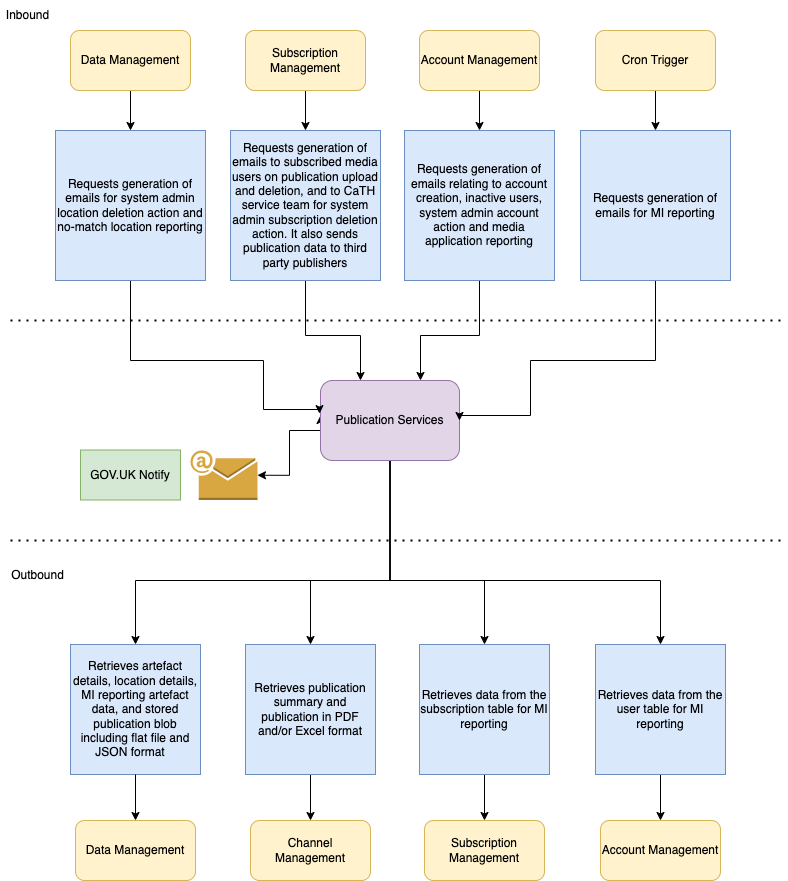 Inbound
Data Management
Subscription
Management
Account Management
Cron Trigger
Requests generation of
emails for system admin
location deletion action and
no-match location reporting
Requests generation of
emails to subscribed media
users on publication upload
and deletion, and to CaTH
service team for system
admin subscription deletion
action. It also sends
publication data to third
party publishers
Requests generation of
emails relating to account
creation, inactive users,
system admin account
action and media
application reporting
Requests generation of
emails for MI reporting
Publication Services
GOV.UK Notify
@
Outbound
Retrieves artefact
details, location details,
MI reporting artefact
data, and stored
publication blob
including flat file and
JSON format
Retrieves publication
summary and
publication in PDF
and/or Excel format
Retrieves data from the
subscription table for MI
reporting
Retrieves data from the
user table for MI
reporting
Data Management
Channel
Management
Subscription
Management
Account Management